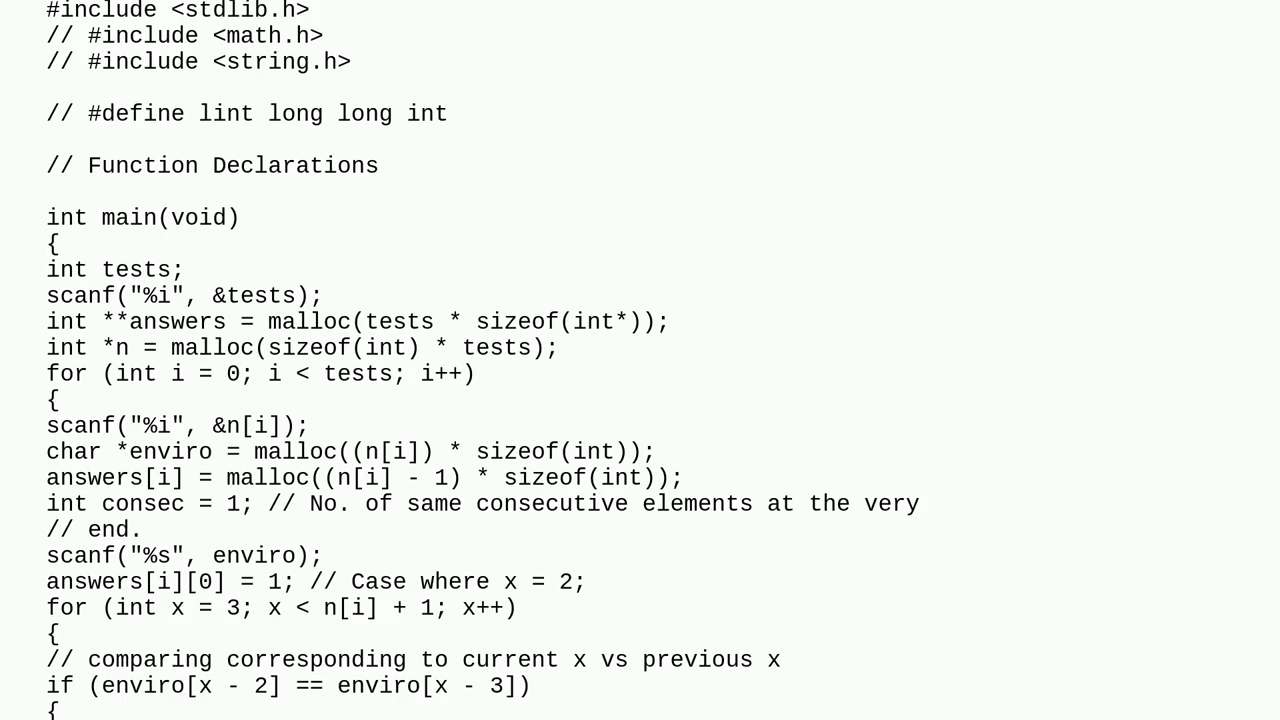 #include <stdlib.h>
// #include <math.h>
// #include <string.h>
// #define lint long long int
// Function Declarations
int main(void)
{
int tests;
scanf("%i", &tests);
int **answers = malloc(tests * sizeof(int*));
int *n = malloc(sizeof(int) * tests);
for (int i = 0; i < tests; i++)
{
scanf("%i", &n[i]);
char *enviro = malloc((n[i]) * sizeof(int));
answers[i] = malloc((n[i] - 1) * sizeof(int));
int consec = 1; // No. of same consecutive elements at the very
// end.
scanf("%s", enviro);
answers[i][0] = 1; // Case where x = 2;
for (int x = 3; x < n[i] + 1; x++)
{
// comparing corresponding to current x vs previous x
if (enviro[x - 2] == enviro[x - 3])
{